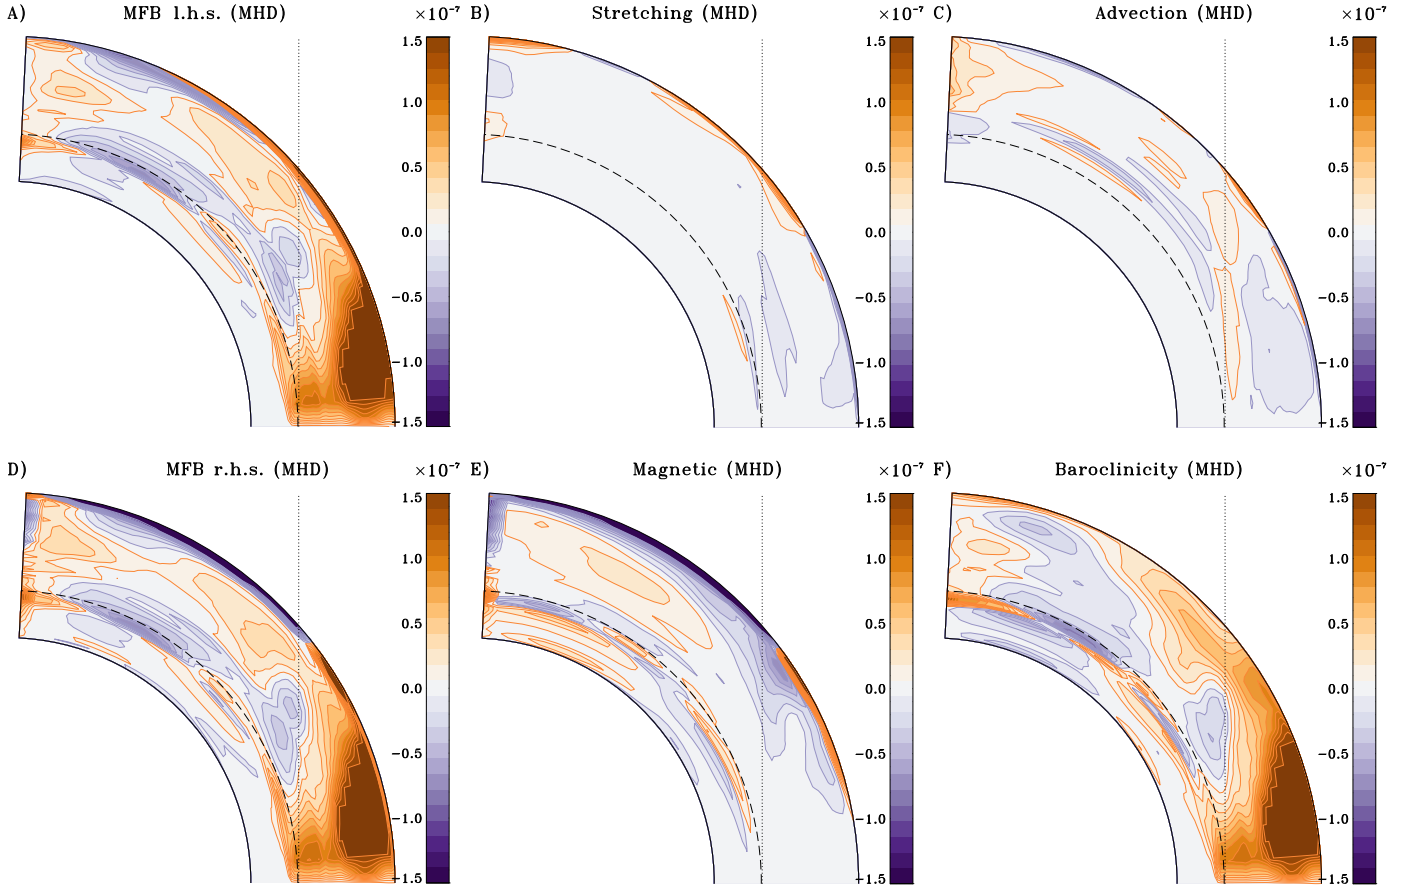 A) MFB l.h.s. (MHD) ×10⁻⁷
B) Stretching (MHD) ×10⁻⁷
C) Advection (MHD) ×10⁻⁷
1.5 1.5 1.5
1.0 1.0 1.0
0.5 0.5 0.5
0.0 0.0 0.0
−0.5 −0.5 −0.5
−1.0 −1.0 −1.0
−1.5 −1.5 −1.5
D) MFB r.h.s. (MHD) ×10⁻⁷
E) Magnetic (MHD) ×10⁻⁷
F) Baroclinicity (MHD) ×10⁻⁷
1.5 1.5 1.5
1.0 1.0 1.0
0.5 0.5 0.5
0.0 0.0 0.0
−0.5 −0.5 −0.5
−1.0 −1.0 −1.0
−1.5 −1.5 −1.5